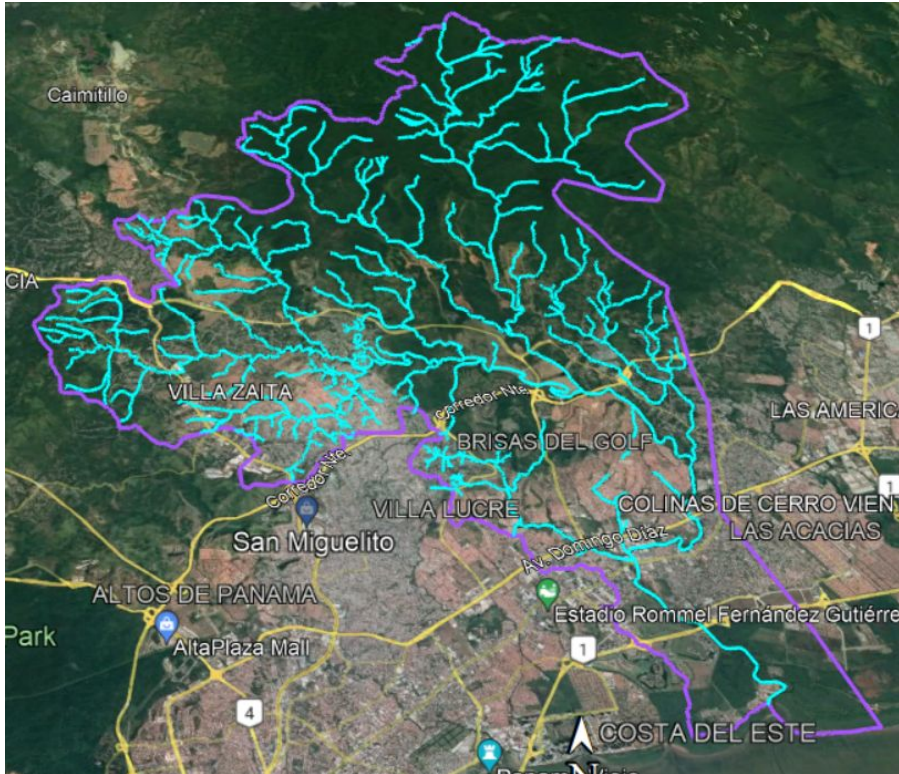 Caimitillo
CIA
1
VILLA ZAITA
Corredor Nte.
BRISAS DEL GOLF
LAS AMERICA
1
Corredor Nte.
VILLA LUCRE
COLINAS DE CERRO VIENT
LAS ACACIAS
San Miguelito
Av. Domingo Díaz
ALTOS DE PANAMA
Estadio Rommel Fernández Gutiérre
Park
AltaPlaza Mall
1
4
COSTA DEL ESTE
N